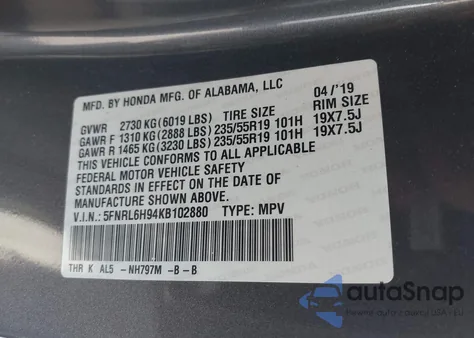 MFD. BY HONDA MFG. OF ALABAMA, LLC
04/'19
GVWR 2730 KG (6019 LBS) TIRE SIZE RIM SIZE
GAWR F 1310 KG (2888 LBS) 235/55R19 101H 19X7.5J
GAWR R 1465 KG (3230 LBS) 235/55R19 101H 19X7.5J
THIS VEHICLE CONFORMS TO ALL APPLICABLE
FEDERAL MOTOR VEHICLE SAFETY
STANDARDS IN EFFECT ON THE DATE OF
MANUFACTURE SHOWN ABOVE.
V.I.N.: 5FNRL6H94KB102880 TYPE: MPV
THR K AL5 -NH797M -B -B
autoSnap